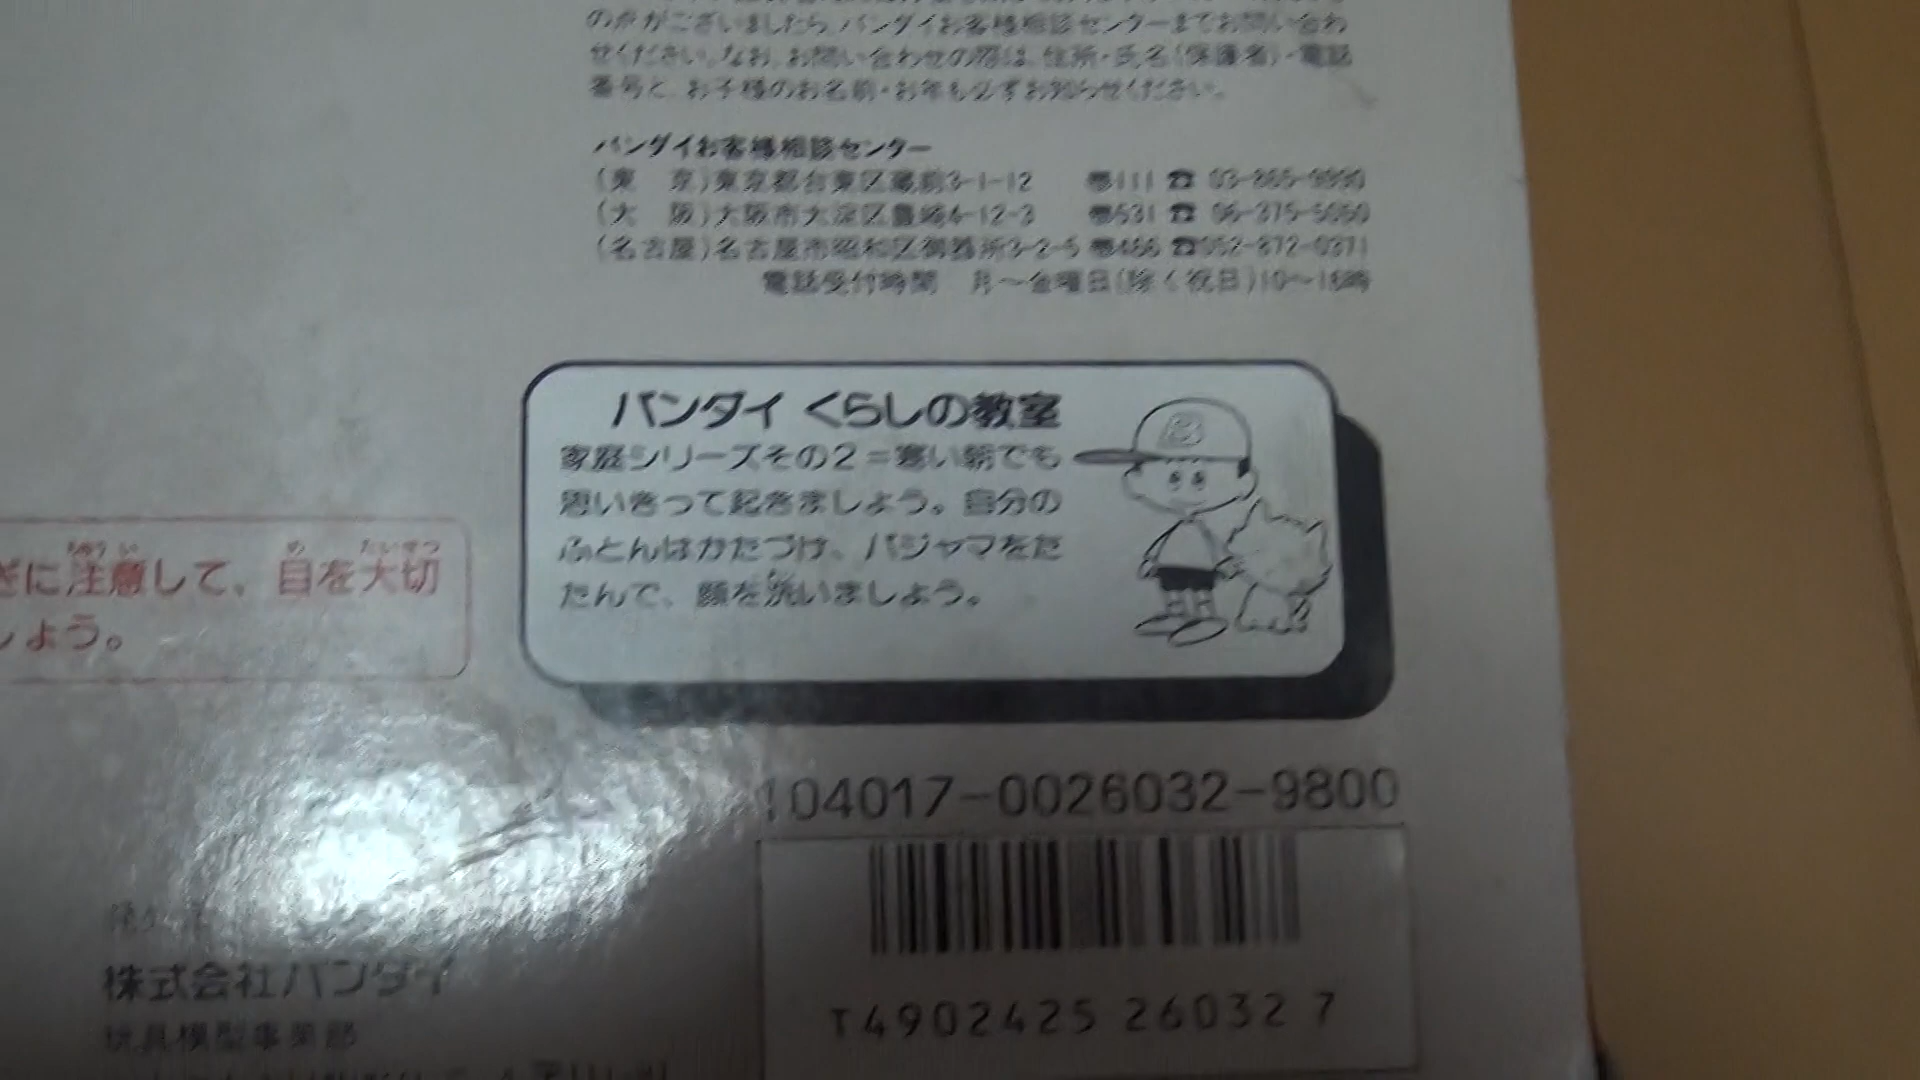 の点がございましたら、バンダイお客様相談センターまでお問い合わ
せください。なお、お問い合わせの際は、住所・氏名(保護者)・電話
番号と、お子様のお名前・お年も必ずお知らせください。
バンダイお客様相談センター
(東　京)東京都台東区蔵前3-1-12　〠111 ☎
(大　阪)大阪市大淀区豊崎4-12-3　〠531 ☎ 06-375-5050
(名古屋)名古屋市昭和区御器所3-2-5 〠466 ☎052-872-0371
電話受付時間　月～金曜日(除く祝日)10～16時
バンダイ くらしの教室
家庭シリーズその2=寒い朝でも
思いきって起きましょう。自分の
ふとんはかたづけ、パジャマをた
たんで、顔を洗いましょう。
ぎに注意して、目を大切
しょう。
104017-0026032-9800
株式会社バンダイ
玩具模型事業部
T4902425 26032 7